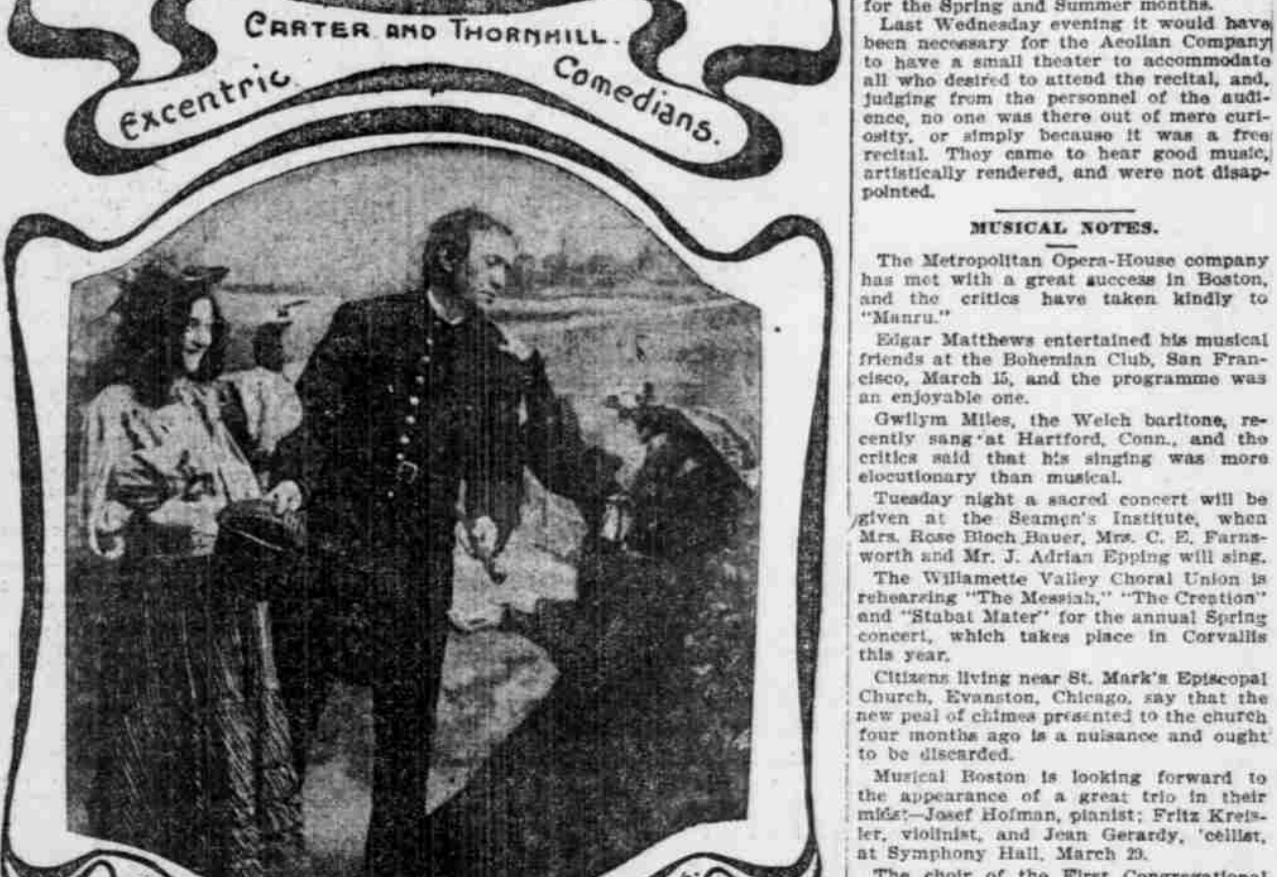 CARTER AND THORNHILL.
Excentric Comedians.
for the Spring and Summer months.
Last Wednesday evening it would have
been necessary for the Aeolian Company
to have a small theater to accommodate
all who desired to attend the recital, and,
judging from the personnel of the audi-
ence, no one was there out of mere curi-
osity, or simply because it was a free
recital. They came to hear good music,
artistically rendered, and were not disap-
pointed.
MUSICAL NOTES.
The Metropolitan Opera-House company
has met with a great success in Boston,
and the critics have taken kindly to
"Manru."
Edgar Matthews entertained his musical
friends at the Bohemian Club, San Fran-
cisco, March 15, and the programme was
an enjoyable one.
Gwilym Miles, the Welch baritone, re-
cently sang at Hartford, Conn., and the
critics said that his singing was more
elocutionary than musical.
Tuesday night a sacred concert will be
given at the Seamen's Institute, when
Mrs. Rose Bloch Bauer, Mrs. C. E. Farns-
worth and Mr. J. Adrian Epping will sing.
The Willamette Valley Choral Union is
rehearsing "The Messiah," "The Creation"
and "Stabat Mater" for the annual Spring
concert, which takes place in Corvallis
this year.
Citizens living near St. Mark's Episcopal
Church, Evanston, Chicago, say that the
new peal of chimes presented to the church
four months ago is a nuisance and ought
to be discarded.
Musical Boston is looking forward to
the appearance of a great trio in their
midst—Josef Hofman, pianist; Fritz Kreis-
ler, violinist, and Jean Gerardy, 'cellist,
at Symphony Hall, March 29.
The choir of the First Congregational